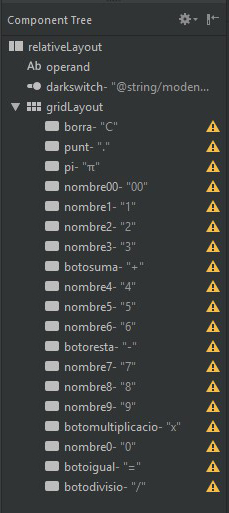 Component Tree
relativeLayout
Ab operand
darkswitch- "@string/moden...
gridLayout
borra- "C"
punt- "."
pi- "π"
nombre00- "00"
nombre1- "1"
nombre2- "2"
nombre3- "3"
botosuma- "+"
nombre4- "4"
nombre5- "5"
nombre6- "6"
botoresta- "-"
nombre7- "7"
nombre8- "8"
nombre9- "9"
botomultiplicacio- "x"
nombre0- "0"
botoigual- "="
botodivisio- "/"